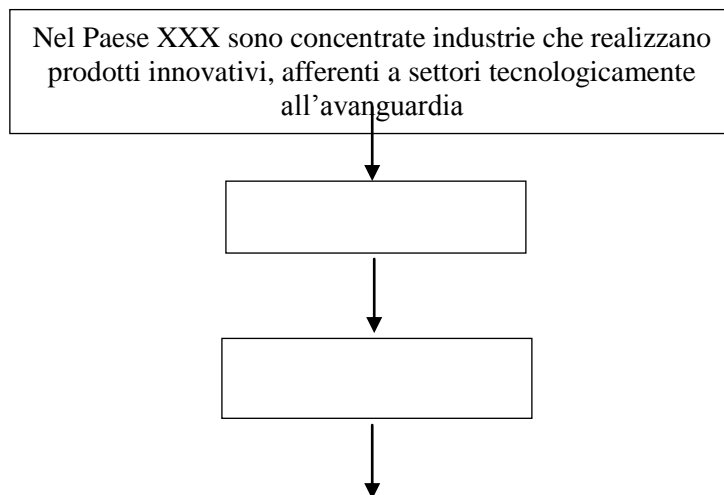 Nel Paese XXX sono concentrate industrie che realizzano
prodotti innovativi, afferenti a settori tecnologicamente
all’avanguardia